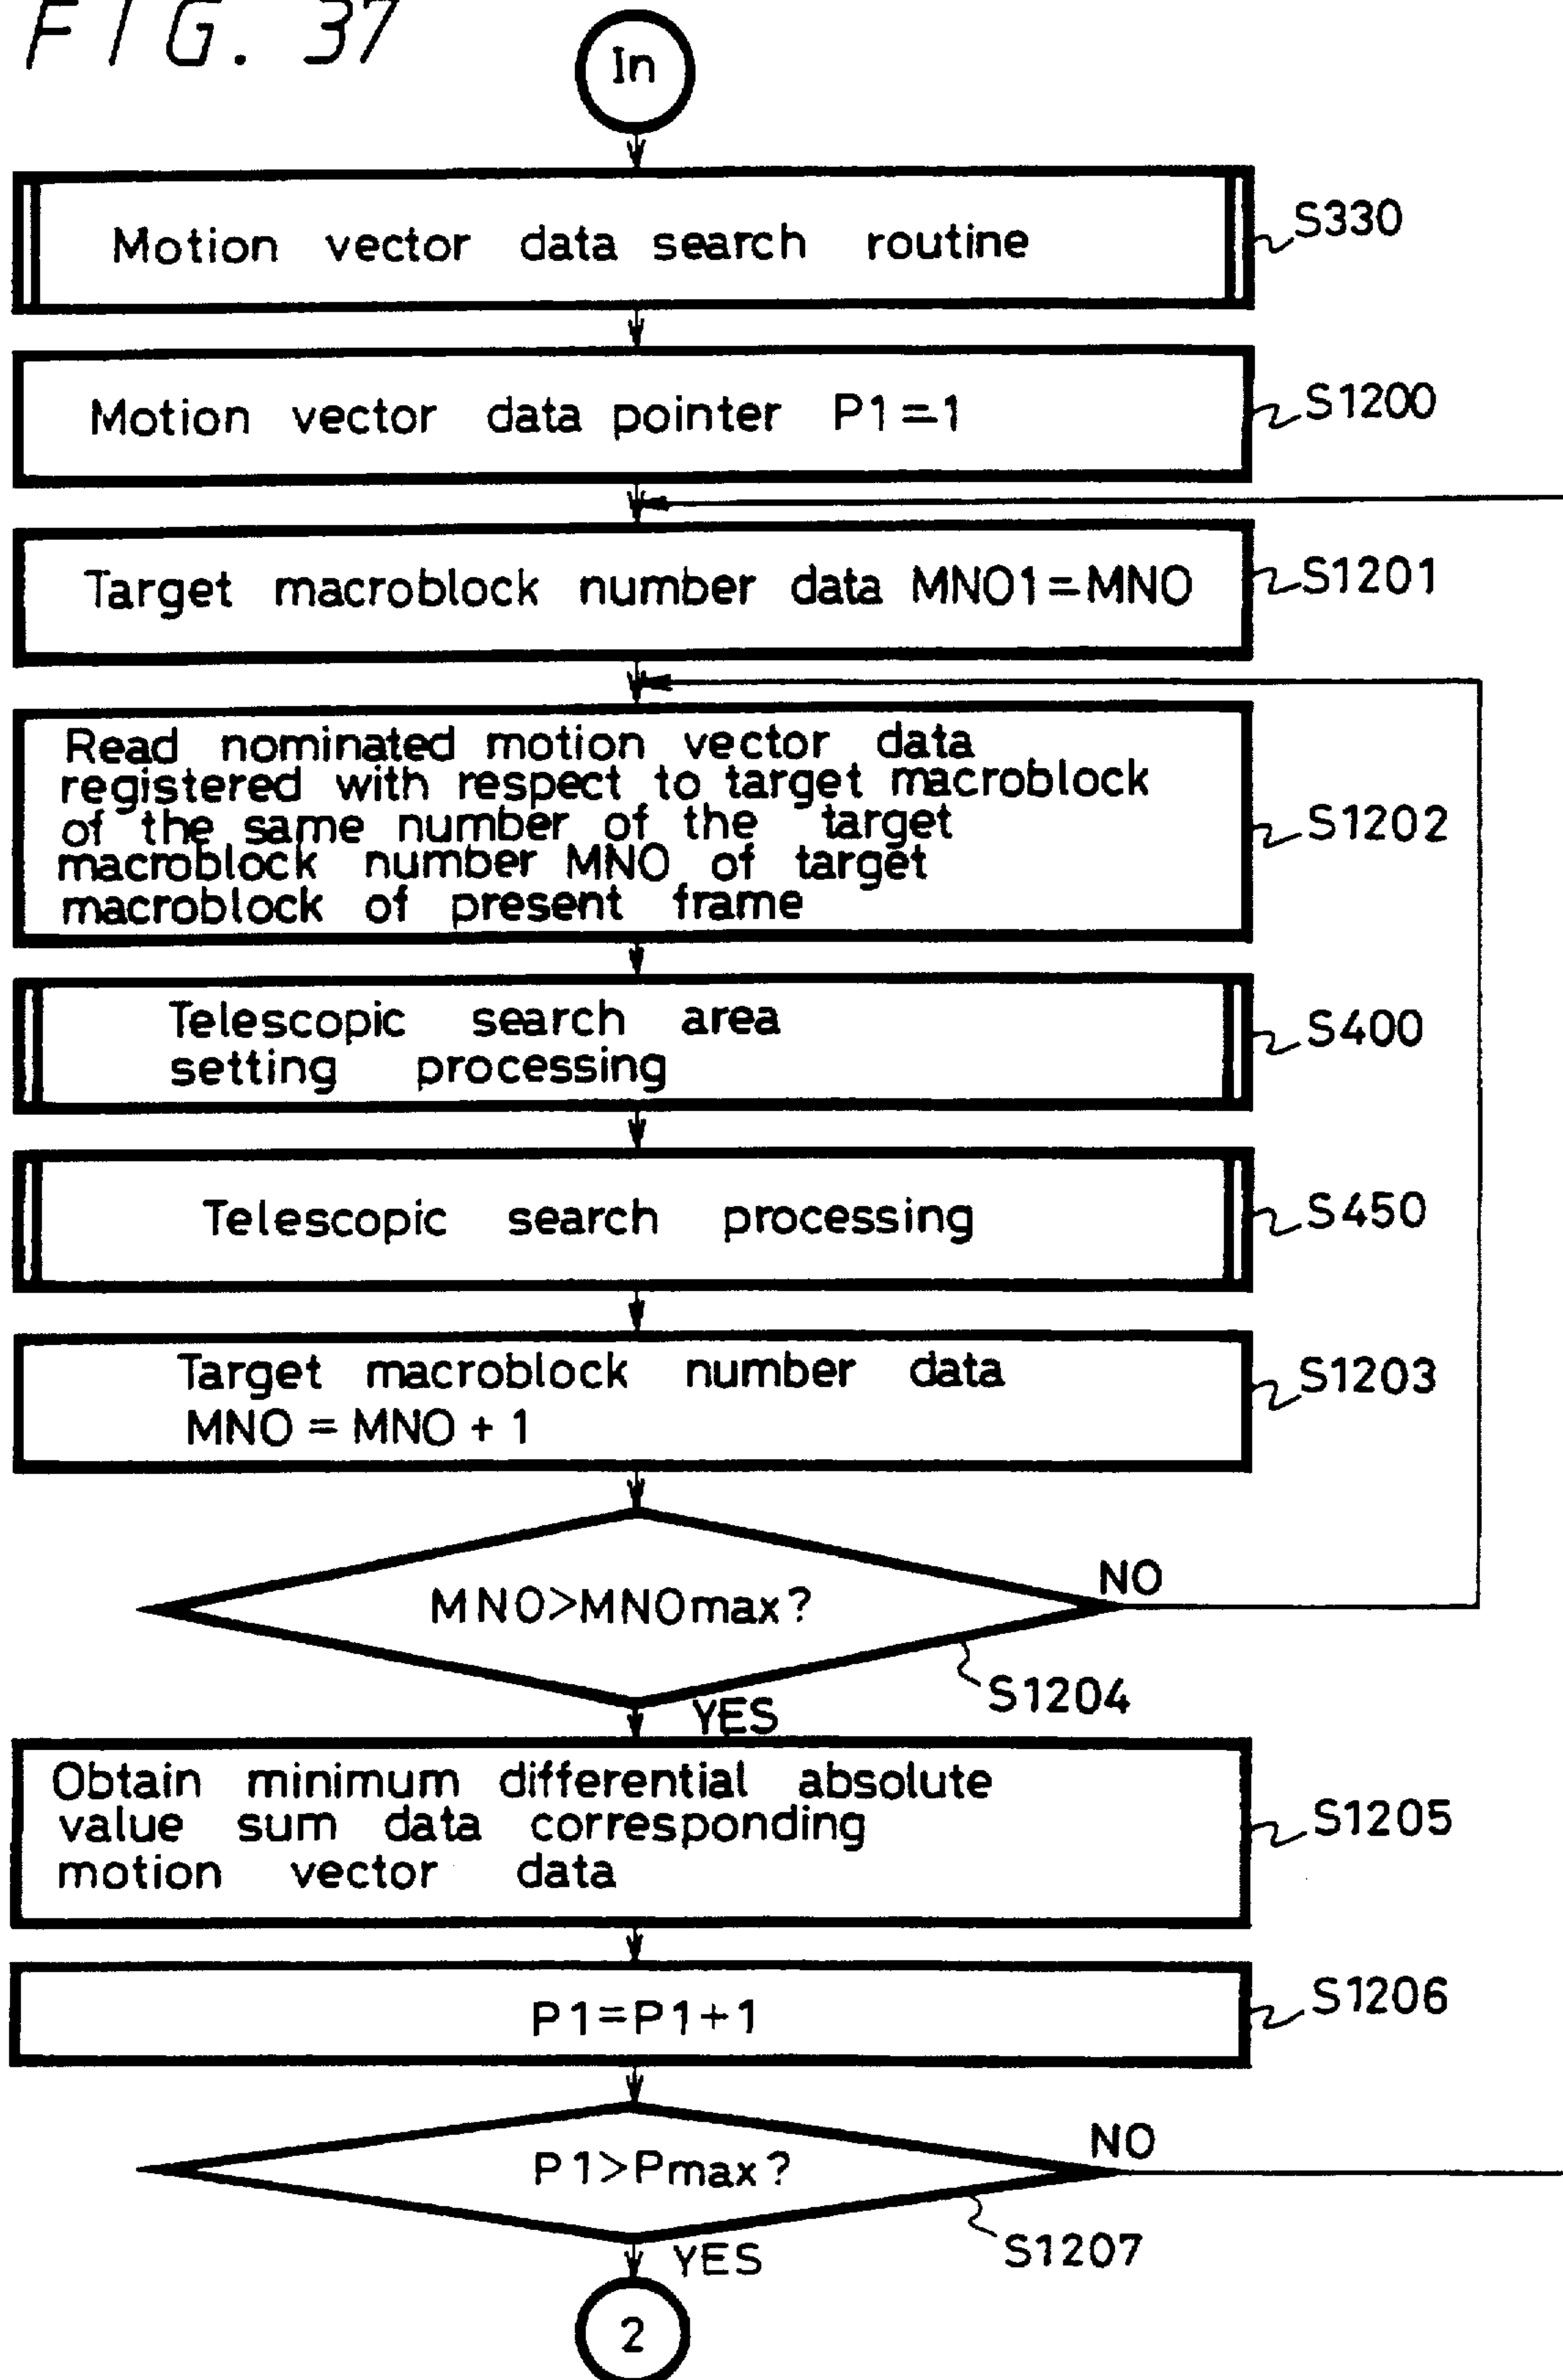 FIG. 37
In
Motion vector data search routine
S330
Motion vector data pointer P1=1
S1200
Target macroblock number data MNO1=MNO
S1201
Read nominated motion vector data
registered with respect to target macroblock
of the same number of the target
macroblock number MNO of target
macroblock of present frame
S1202
Telescopic search area
setting processing
S400
Telescopic search processing
S450
Target macroblock number data
MNO = MNO + 1
S1203
MNO>MNOmax?
NO
S1204
YES
Obtain minimum differential absolute
value sum data corresponding
motion vector data
S1205
P1=P1+1
S1206
P1>Pmax?
NO
S1207
YES
2